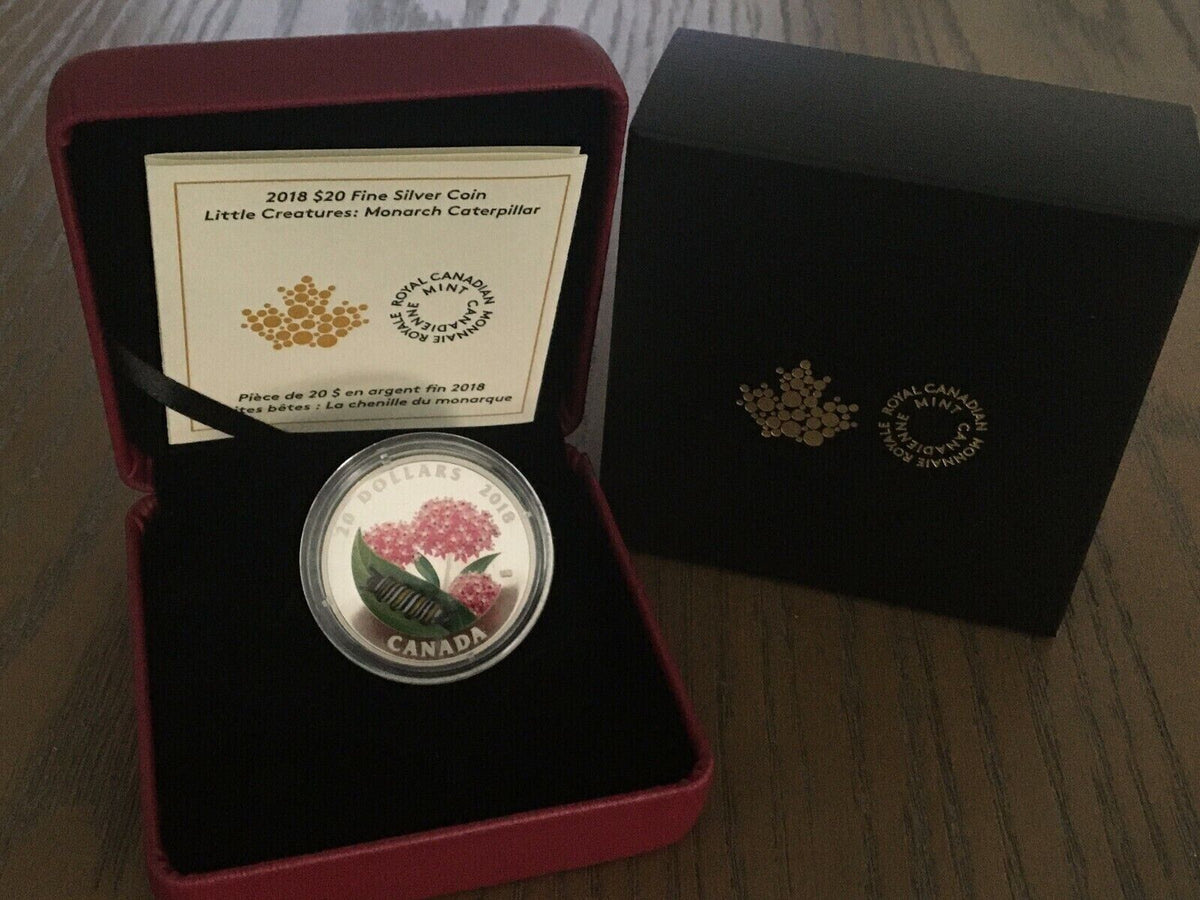 2018 $20 Fine Silver Coin
Little Creatures: Monarch Caterpillar
ROYAL CANADIAN
MINT
MONNAIE ROYALE
CANADIENNE
Pièce de 20 $ en argent fin 2018
ites bêtes : La chenille du monarque
20 DOLLARS 2018
CANADA
ROYAL CANADIAN
MINT
MONNAIE ROYALE
CANADIENNE